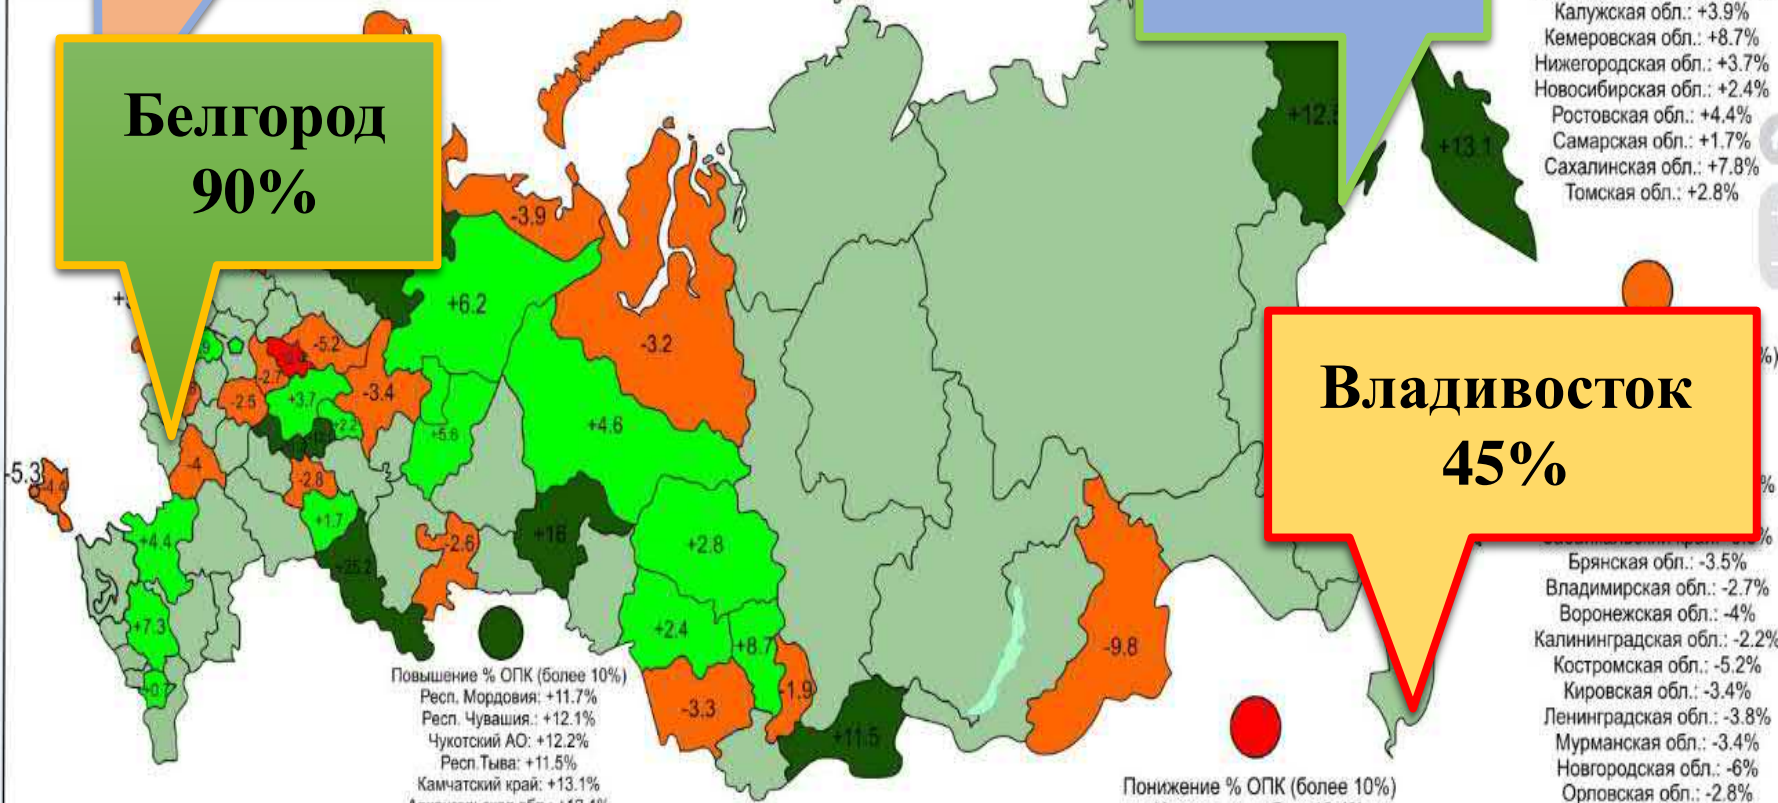 Калужская обл.: +3.9%
Кемеровская обл.: +8.7%
Нижегородская обл.: +3.7%
Новосибирская обл.: +2.4%
Ростовская обл.: +4.4%
Самарская обл.: +1.7%
Сахалинская обл.: +7.8%
Томская обл.: +2.8%
Белгород
90%
+13.1
-3.9
+6.2
-3.2
-5.2
-2.7
-3.4
-2.5
+3.7
+2.2
+5.6
+4.6
Владивосток
45%
-5.3
-4.4
-4
-2.8
+1.7
+4.4
-2.6
+16
+2.8
+25.2
+7.3
+2.4
+8.7
-9.8
-1.9
-3.3
+11.5
+0.7
Повышение % ОПК (более 10%)
Респ. Мордовия: +11.7%
Респ. Чувашия.: +12.1%
Чукотский АО: +12.2%
Респ.Тыва: +11.5%
Камчатский край: +13.1%
Понижение % ОПК (более 10%)
Брянская обл.: -3.5%
Владимирская обл.: -2.7%
Воронежская обл.: -4%
Калининградская обл.: -2.2%
Костромская обл.: -5.2%
Кировская обл.: -3.4%
Ленинградская обл.: -3.8%
Мурманская обл.: -3.4%
Новгородская обл.: -6%
Орловская обл.: -2.8%